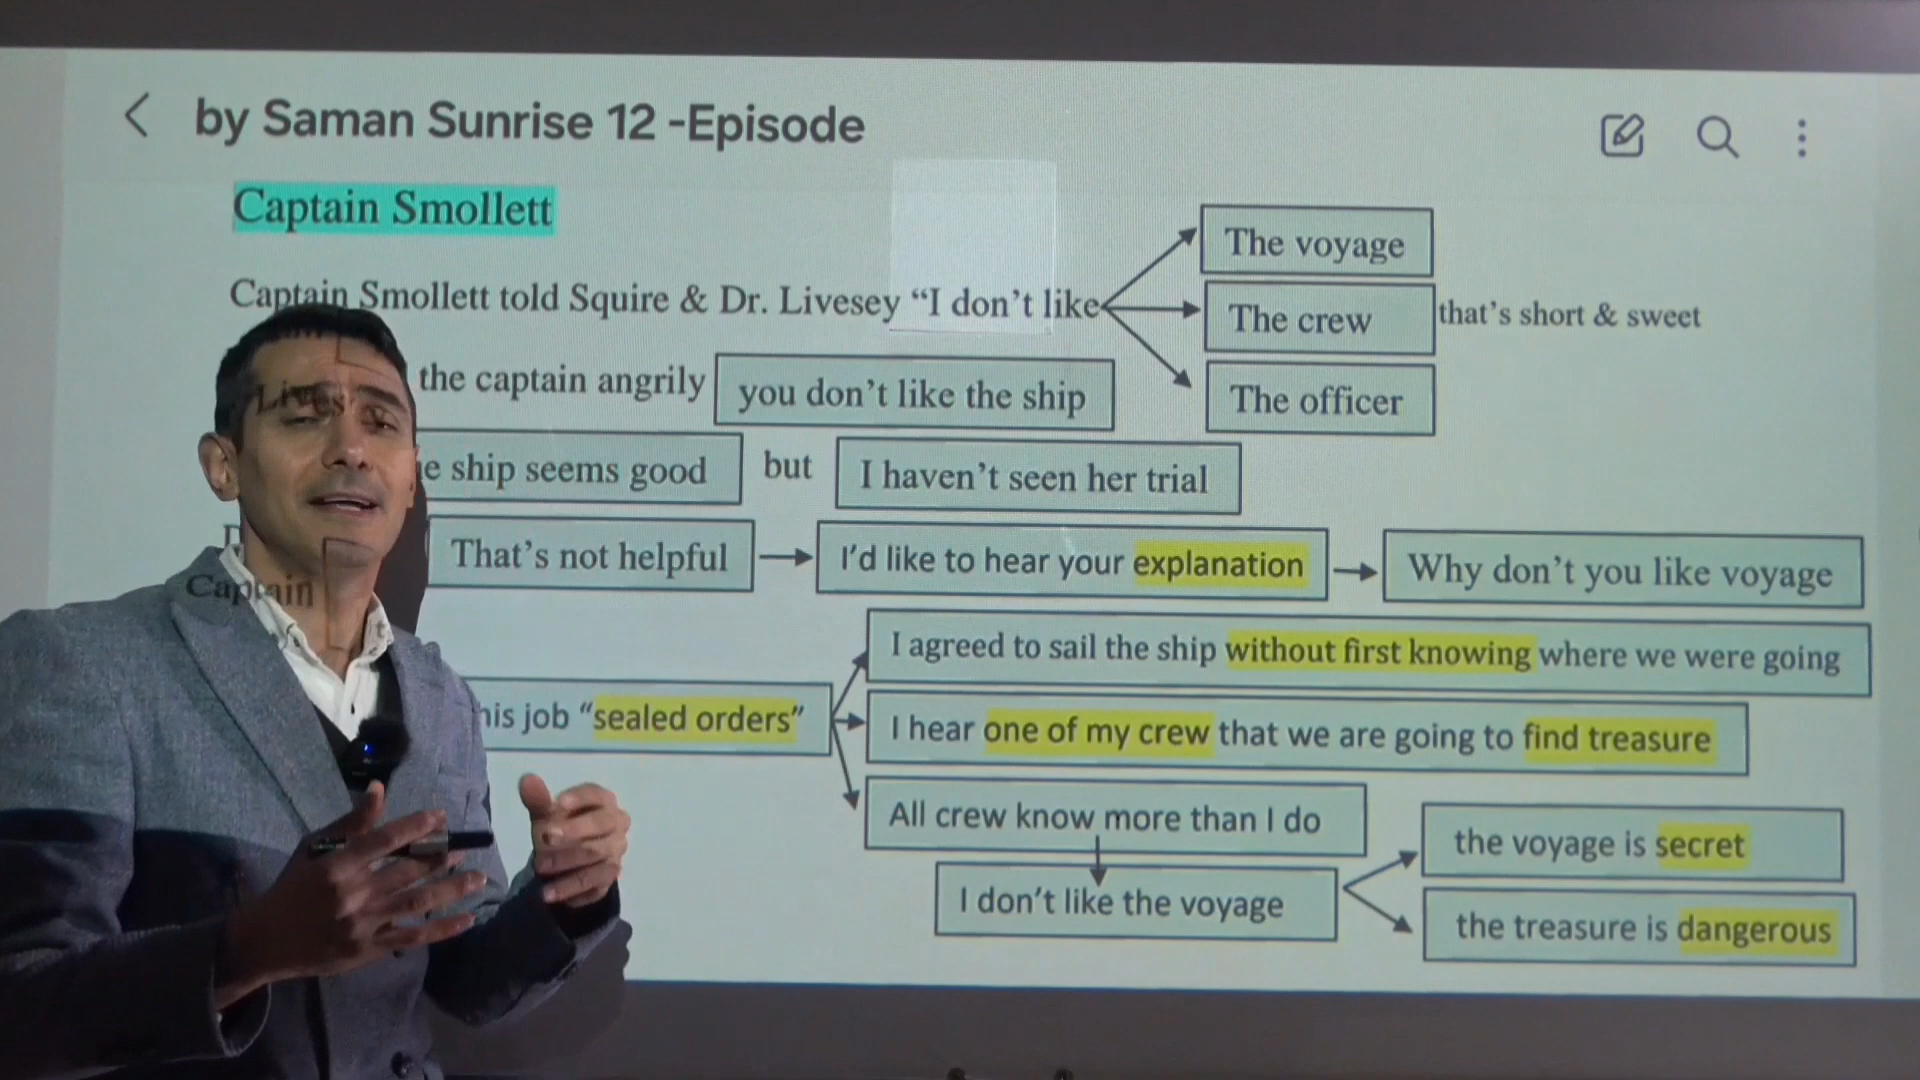 by Saman Sunrise 12 -Episode
Captain Smollett
Captain Smollett told Squire & Dr. Livesey “I don’t like
The voyage
The crew
The officer
that’s short & sweet
the captain angrily
you don’t like the ship
ship seems good
but
I haven’t seen her trial
That’s not helpful
I’d like to hear your explanation
Why don’t you like voyage
Captain
job “sealed orders”
I agreed to sail the ship without first knowing where we were going
I hear one of my crew that we are going to find treasure
All crew know more than I do
I don’t like the voyage
the voyage is secret
the treasure is dangerous